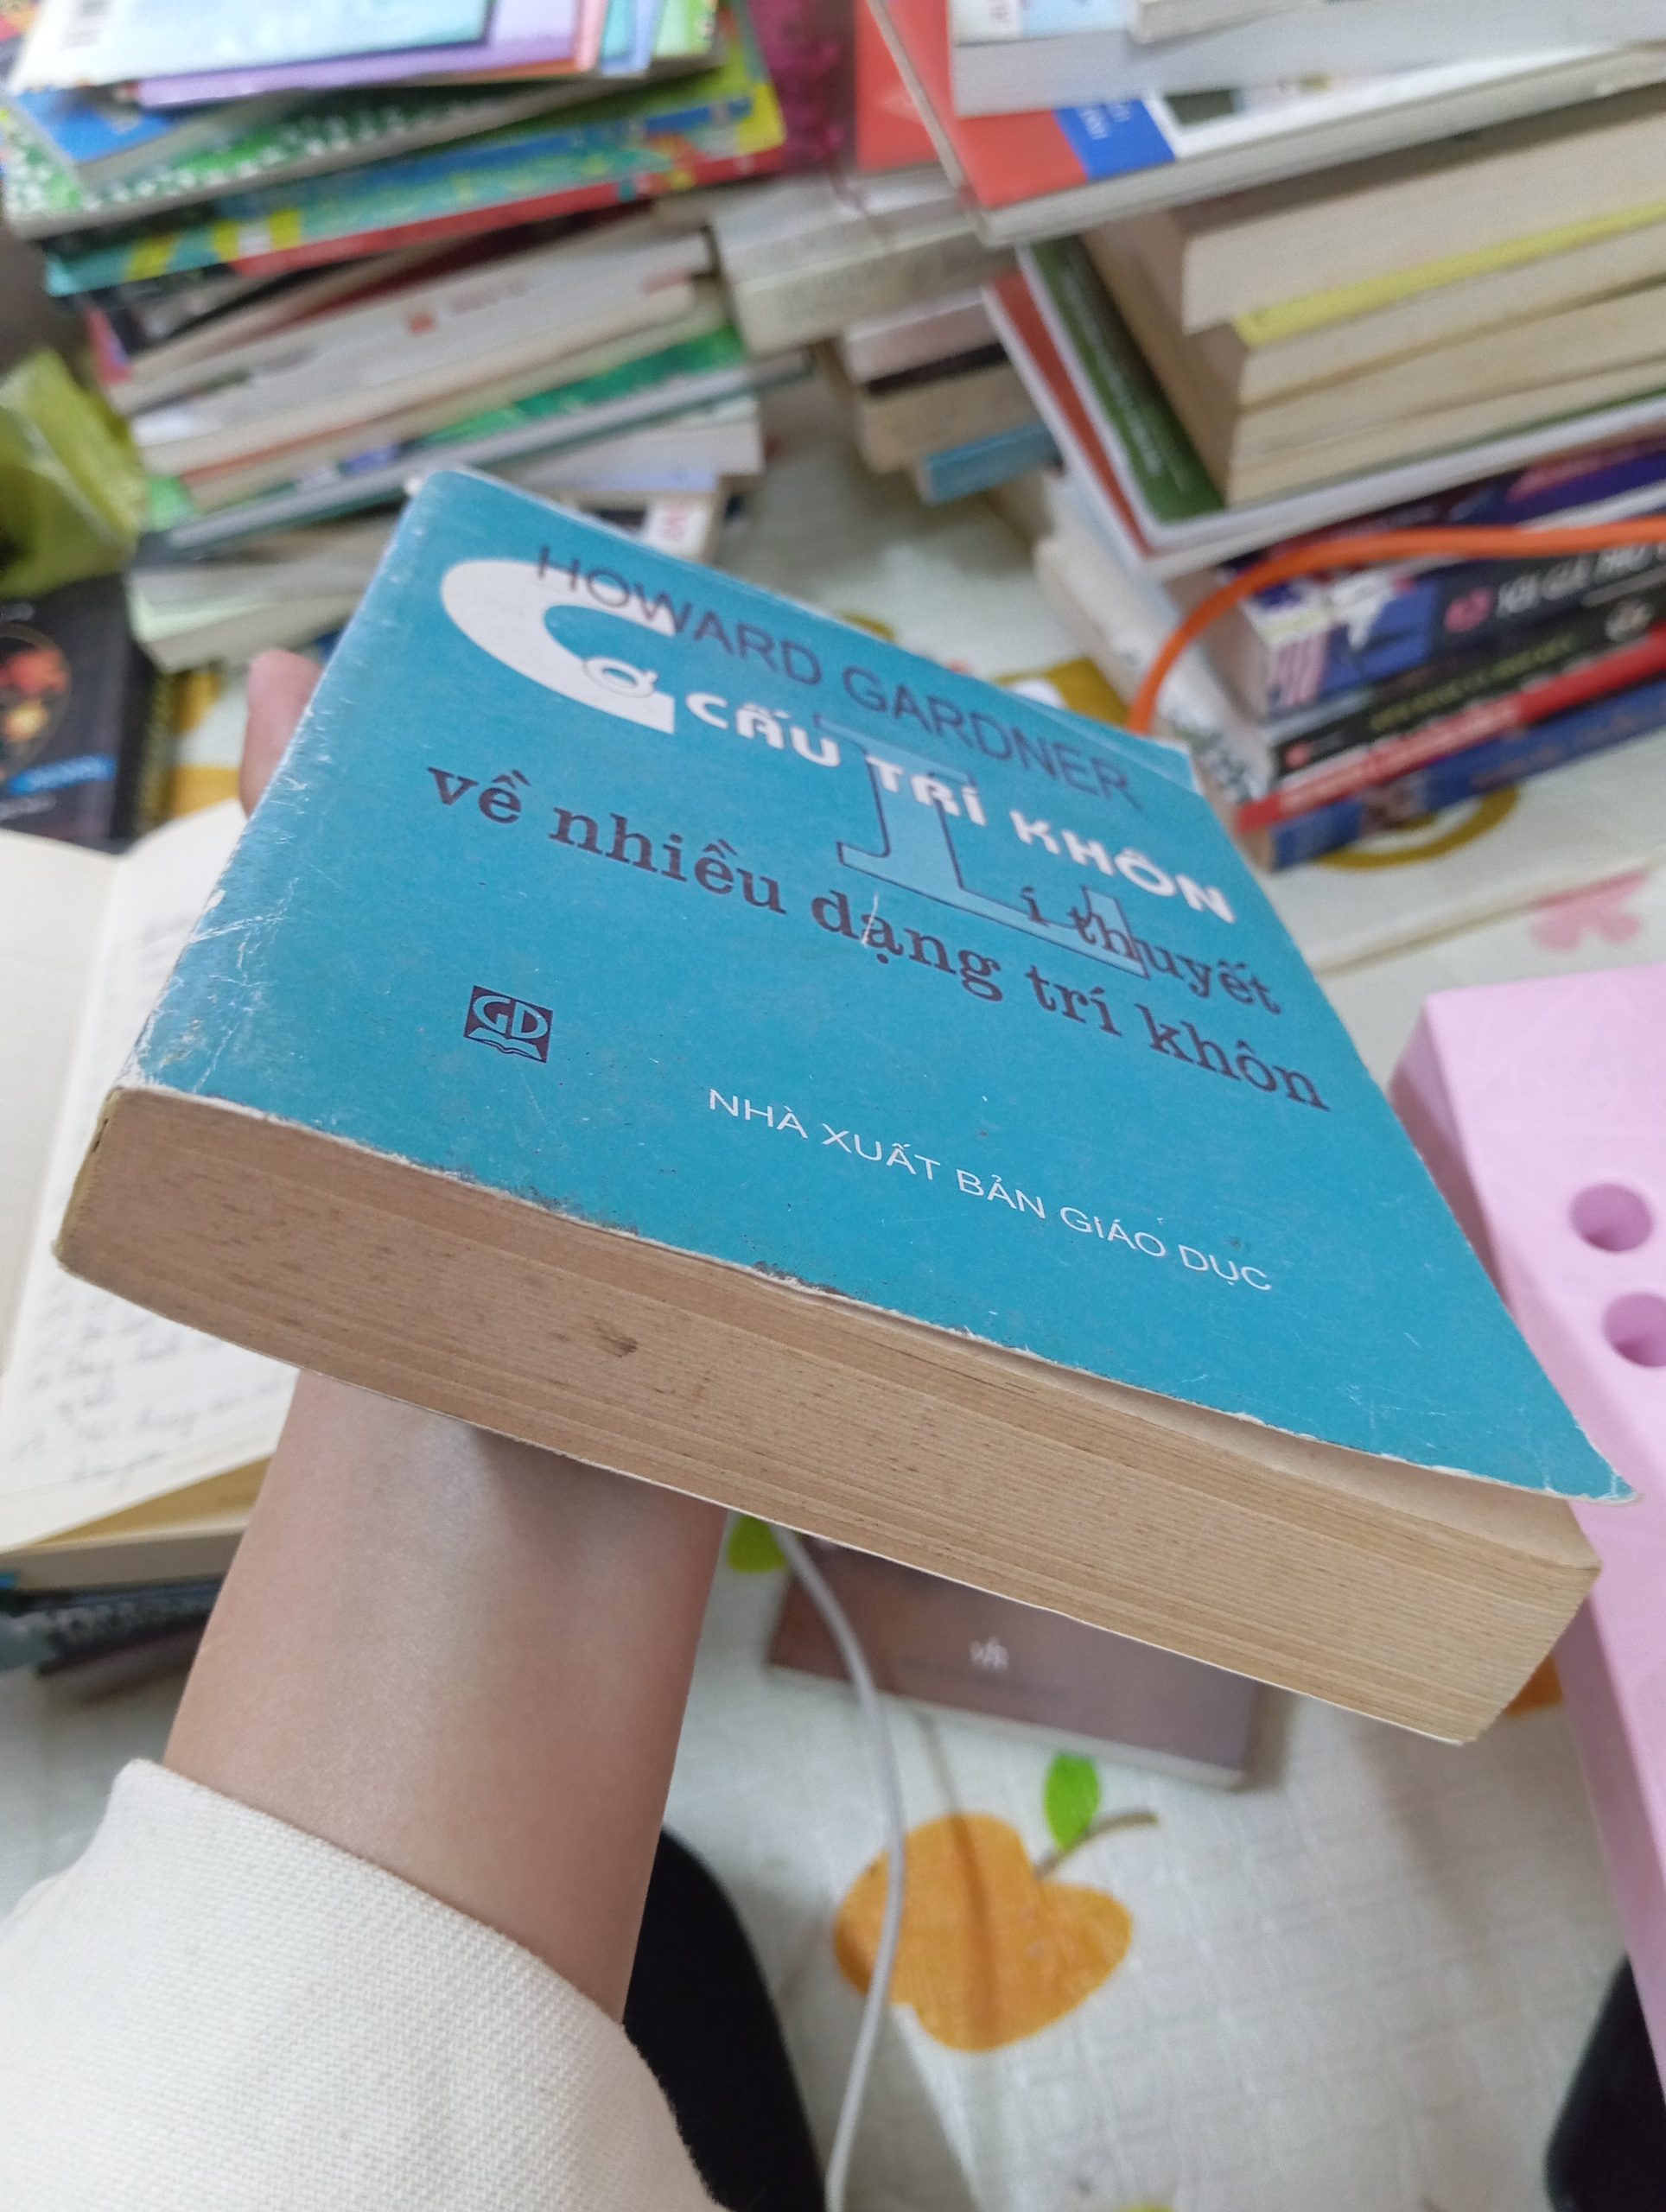 HOWARD GARDNER
CƠ CẤU TRÍ KHÔN
Lí thuyết
về nhiều dạng trí khôn
GD
NHÀ XUẤT BẢN GIÁO DỤC